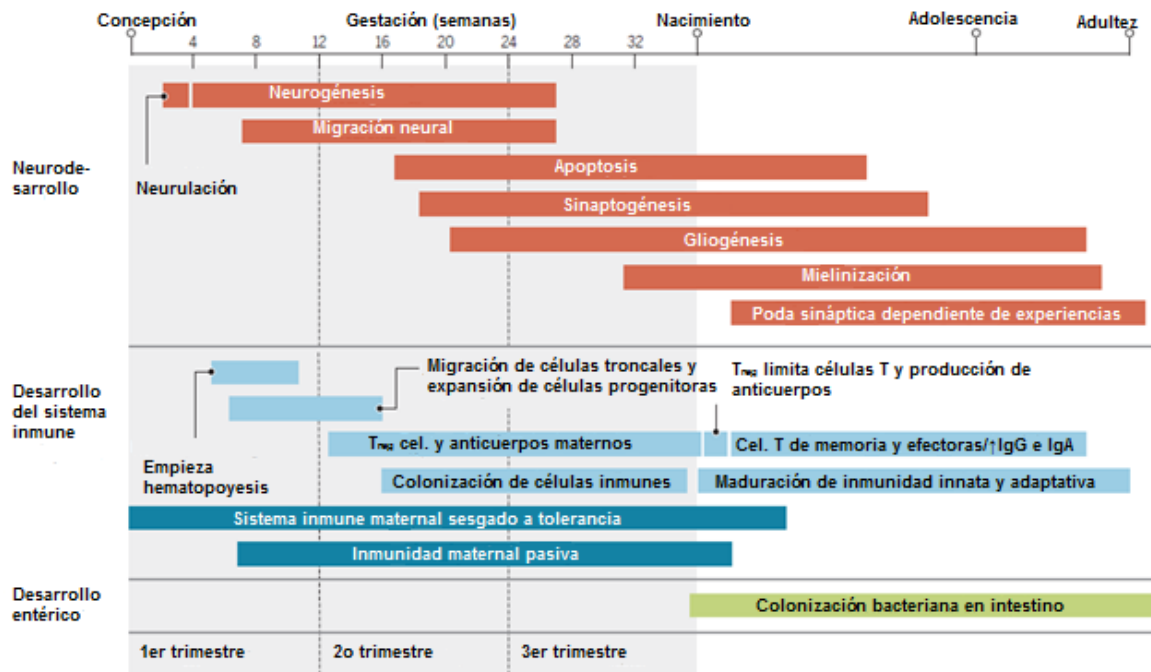 Concepción
Gestación (semanas)
Nacimiento
Adolescencia
Adultez
4 8 12 16 20 24 28 32
Neurogénesis
Migración neural
Neurode-
sarrollo
Neurulación
Apoptosis
Sinaptogénesis
Gliogénesis
Mielinización
Poda sináptica dependiente de experiencias
Desarrollo
del sistema
inmune
Migración de células troncales y
expansión de células progenitoras
Treg limita células T y producción de
anticuerpos
Treg cel. y anticuerpos maternos
Cel. T de memoria y efectoras/↑IgG e IgA
Empieza
hematopoyesis
Colonización de células inmunes
Maduración de inmunidad innata y adaptativa
Sistema inmune maternal sesgado a tolerancia
Inmunidad maternal pasiva
Desarrollo
entérico
Colonización bacteriana en intestino
1er trimestre
2o trimestre
3er trimestre